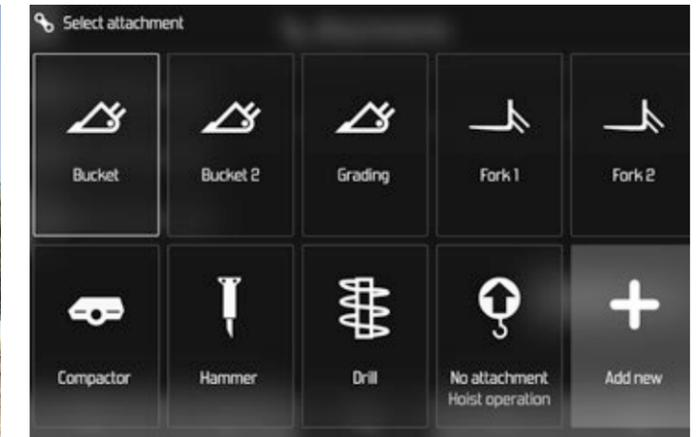 Select attachment
Bucket
Bucket 2
Grading
Fork 1
Fork 2
Compactor
Hammer
Drill
No attachment
Hoist operation
Add new